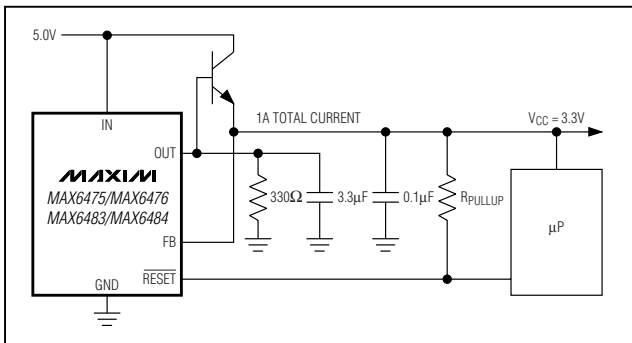 5.0V
IN
1A TOTAL CURRENT
VCC = 3.3V
OUT
MAXIM
MAX6475/MAX6476
MAX6483/MAX6484
330Ω
3.3µF
0.1µF
RPULLUP
µP
FB
GND
RESET